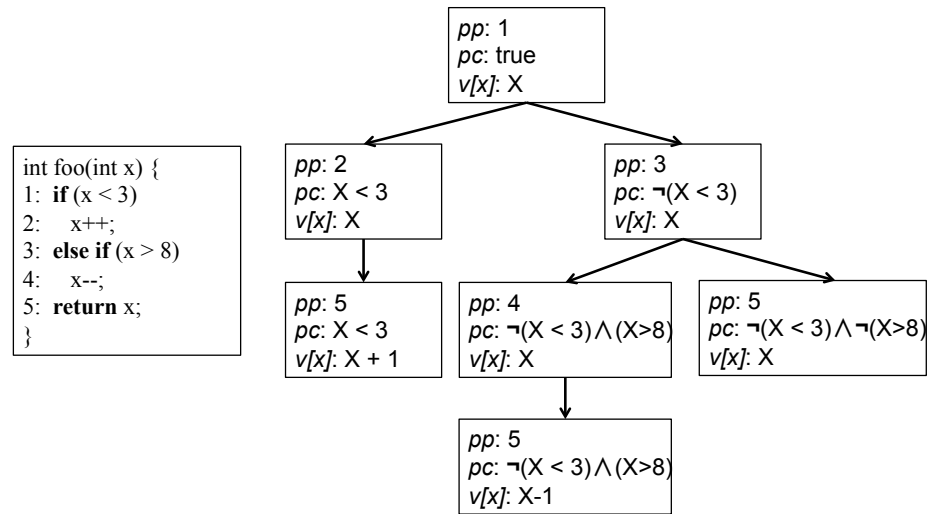 pp: 1
pc: true
v[x]: X
int foo(int x) {
1: if (x < 3)
2: x++;
3: else if (x > 8)
4: x--;
5: return x;
}
pp: 2
pc: X < 3
v[x]: X
pp: 3
pc: ¬(X < 3)
v[x]: X
pp: 5
pc: X < 3
v[x]: X + 1
pp: 4
pc: ¬(X < 3)∧(X>8)
v[x]: X
pp: 5
pc: ¬(X < 3)∧¬(X>8)
v[x]: X
pp: 5
pc: ¬(X < 3)∧(X>8)
v[x]: X-1